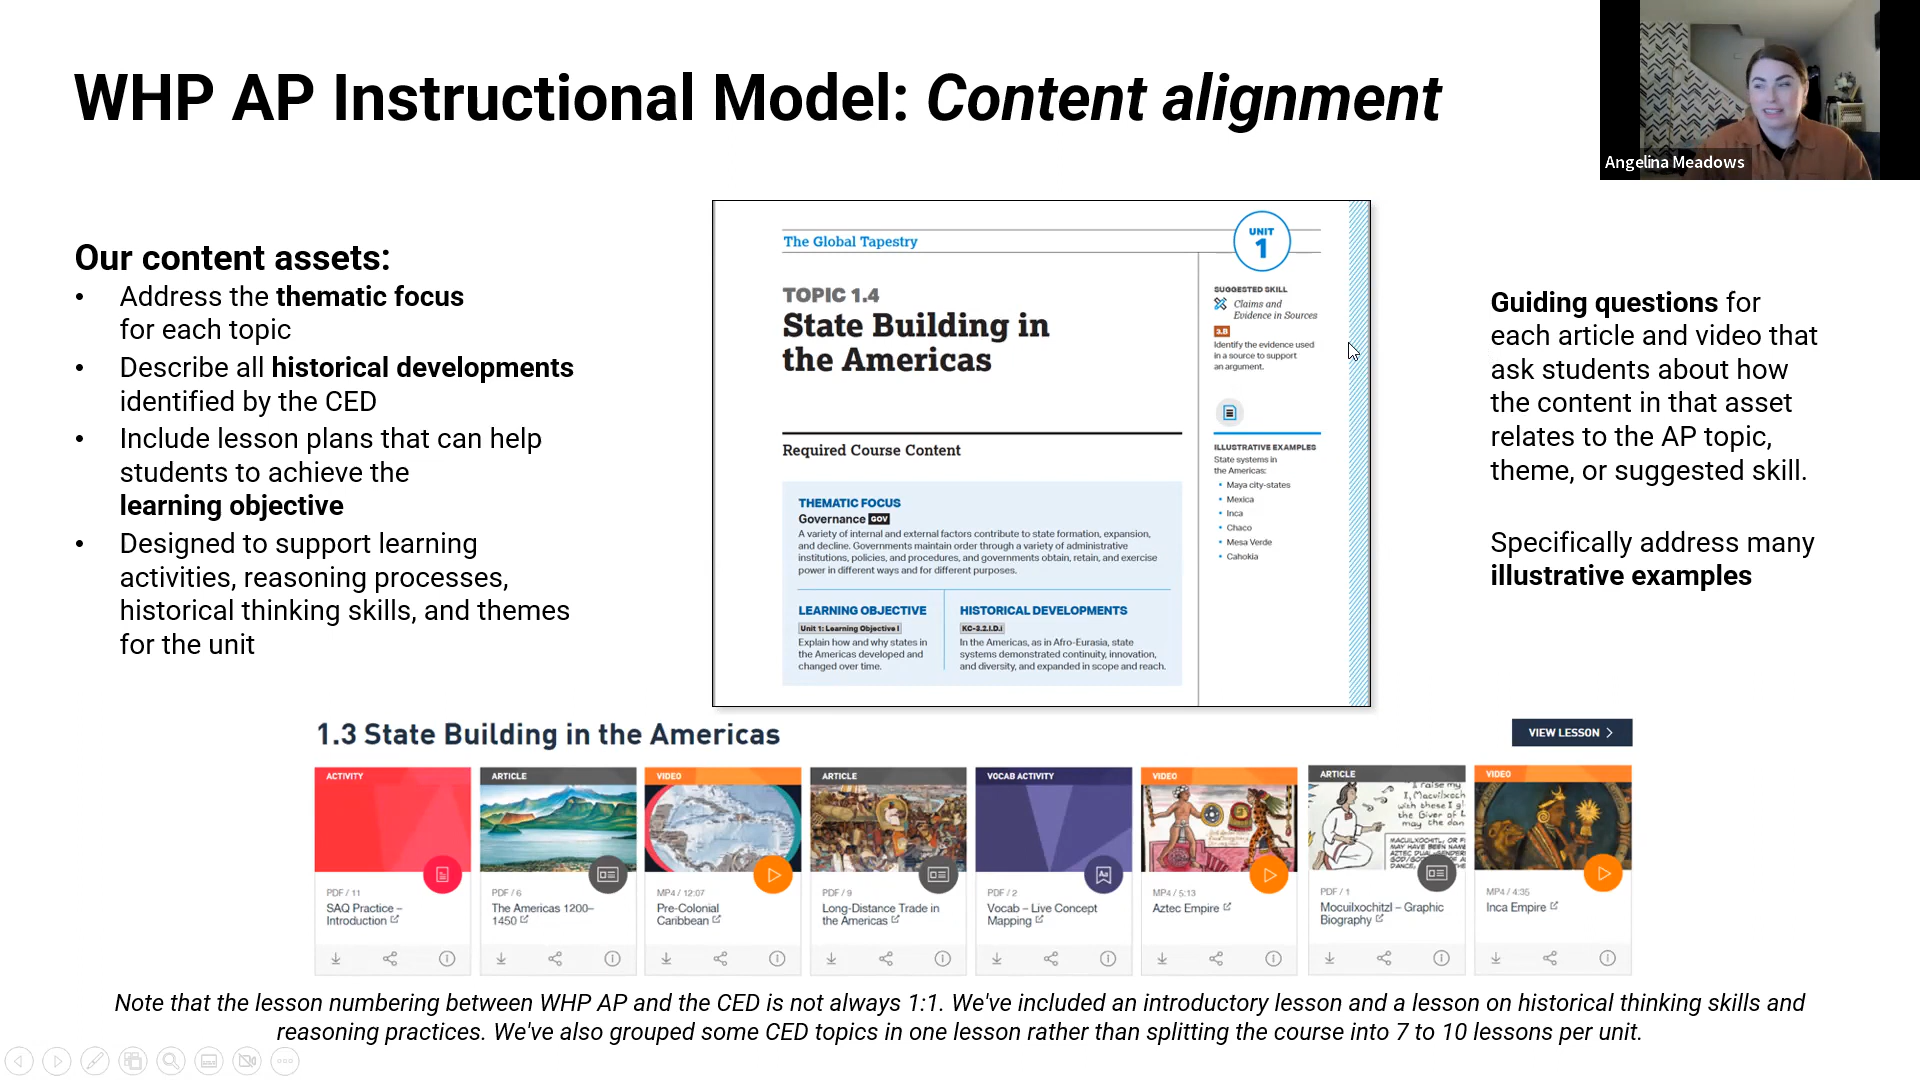 WHP AP Instructional Model: Content alignment
Angelina Meadows
Our content assets:
• Address the thematic focus
for each topic
• Describe all historical developments
identified by the CED
• Include lesson plans that can help
students to achieve the
learning objective
• Designed to support learning
activities, reasoning processes,
historical thinking skills, and themes
for the unit
The Global Tapestry
UNIT
1
TOPIC 1.4
State Building in
the Americas
Required Course Content
THEMATIC FOCUS
Governance GOV
A variety of internal and external factors contribute to state formation, expansion,
and decline. Governments maintain order through a variety of administrative
institutions, policies, and procedures, and governments obtain, retain, and exercise
power in different ways and for different purposes.
LEARNING OBJECTIVE
Unit 1: Learning Objective I
Explain how and why states in
the Americas developed and
changed over time.
HISTORICAL DEVELOPMENTS
KC-3.2.I.D.i
In the Americas, as in Afro-Eurasia, state
systems demonstrated continuity, innovation,
and diversity, and expanded in scope and reach.
SUGGESTED SKILL
Claims and
Evidence in Sources
3.B
Identify the evidence used
in a source to support
an argument.
ILLUSTRATIVE EXAMPLES
State systems in
the Americas:
• Maya city-states
• Mexica
• Inca
• Chaco
• Mesa Verde
• Cahokia
Guiding questions for
each article and video that
ask students about how
the content in that asset
relates to the AP topic,
theme, or suggested skill.
Specifically address many
illustrative examples
1.3 State Building in the Americas
VIEW LESSON
ACTIVITY
PDF / 11
SAQ Practice –
Introduction
ARTICLE
PDF / 6
The Americas 1200–
1450
VIDEO
MP4 / 12:07
Pre-Colonial
Caribbean
ARTICLE
PDF / 9
Long-Distance Trade in
the Americas
VOCAB ACTIVITY
Aa
PDF / 2
Vocab – Live Concept
Mapping
VIDEO
MP4 / 5:13
Aztec Empire
ARTICLE
I raise my
I, Macuilxoch
with these I g
the Giver of L
may the dan
PDF / 1
Mocuilxochitzl – Graphic
Biography
VIDEO
MP4 / 4:35
Inca Empire
Note that the lesson numbering between WHP AP and the CED is not always 1:1. We've included an introductory lesson and a lesson on historical thinking skills and
reasoning practices. We've also grouped some CED topics in one lesson rather than splitting the course into 7 to 10 lessons per unit.